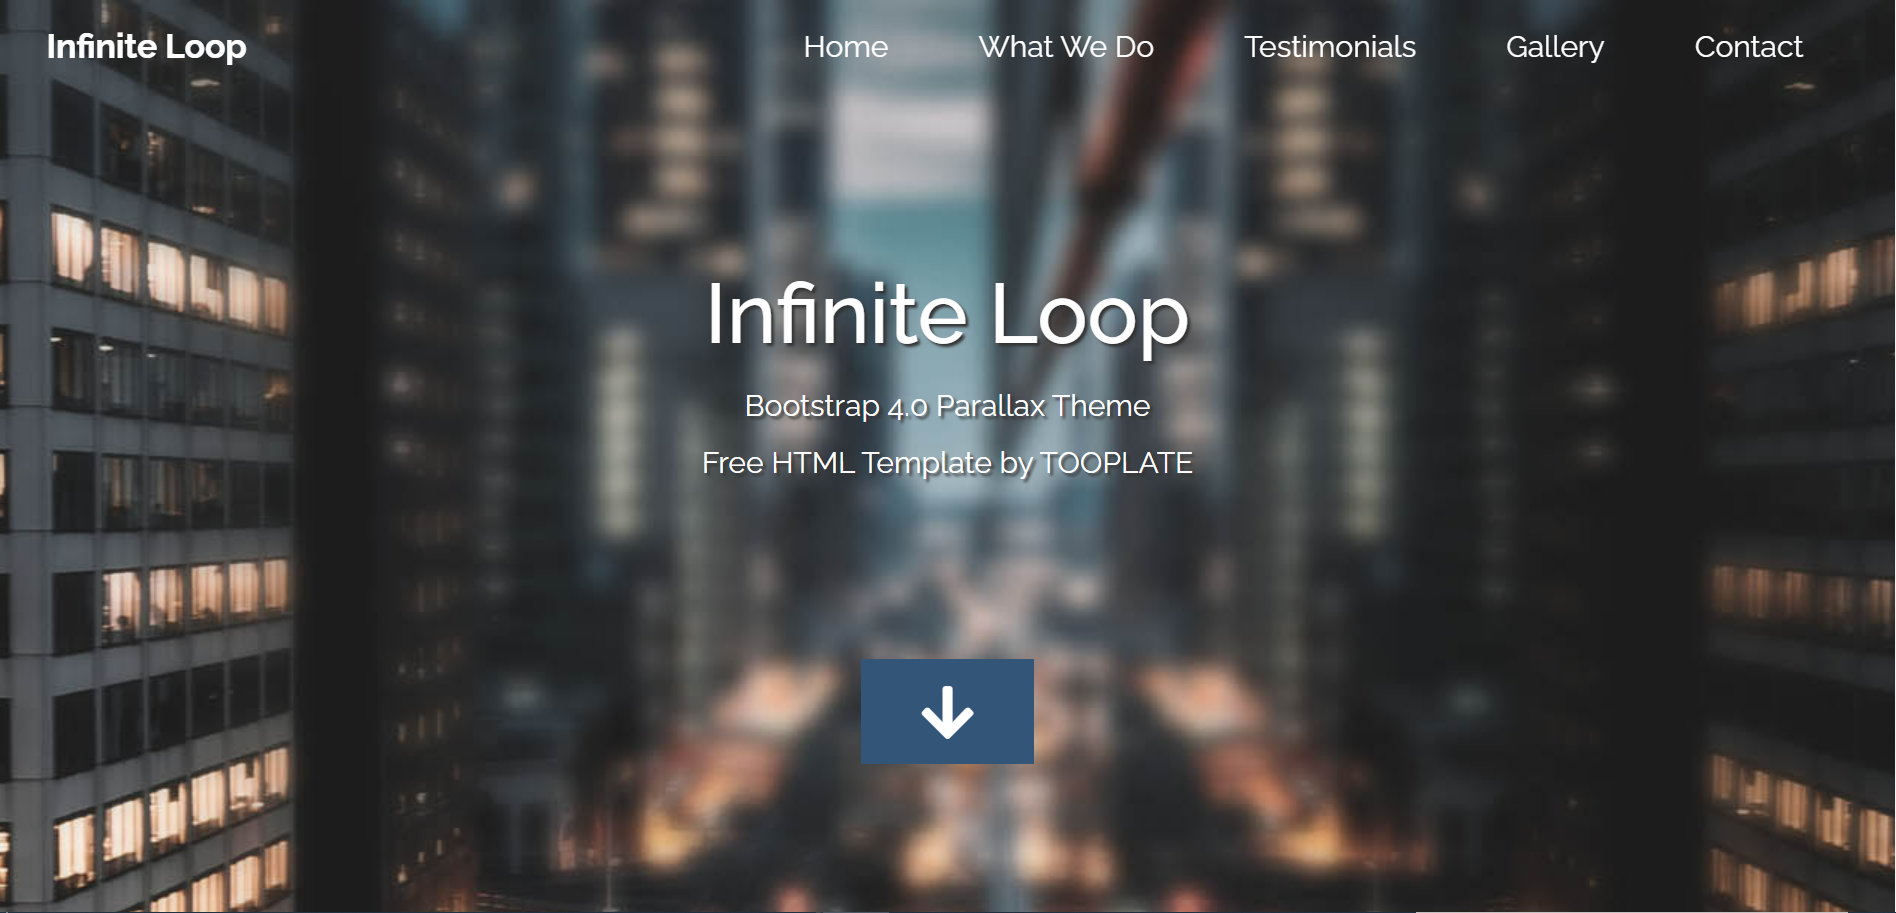 Infinite Loop
Home What We Do Testimonials Gallery Contact
Infinite Loop
Bootstrap 4.0 Parallax Theme
Free HTML Template by TOOPLATE